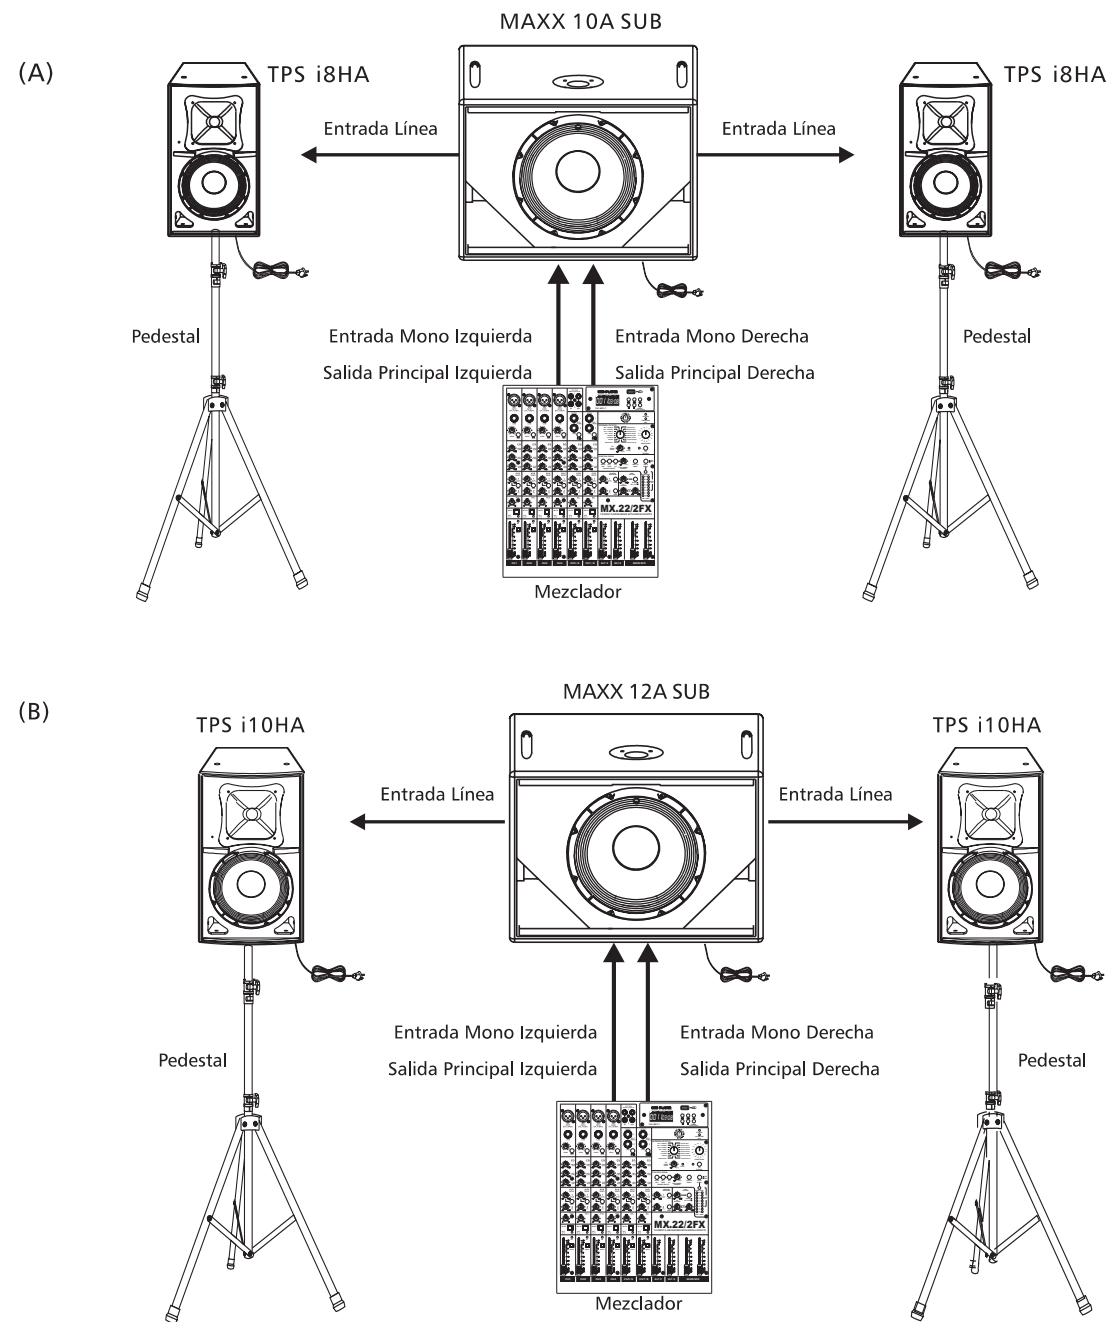 MAXX 10A SUB
(A)
TPS i8HA
TPS i8HA
Entrada Línea
Entrada Línea
Pedestal
Entrada Mono Izquierda
Entrada Mono Derecha
Pedestal
Salida Principal Izquierda
Salida Principal Derecha
MX.22/2FX
Mezclador
MAXX 12A SUB
(B)
TPS i10HA
TPS i10HA
Entrada Línea
Entrada Línea
Entrada Mono Izquierda
Entrada Mono Derecha
Pedestal
Salida Principal Izquierda
Salida Principal Derecha
Pedestal
MX.22/2FX
Mezclador